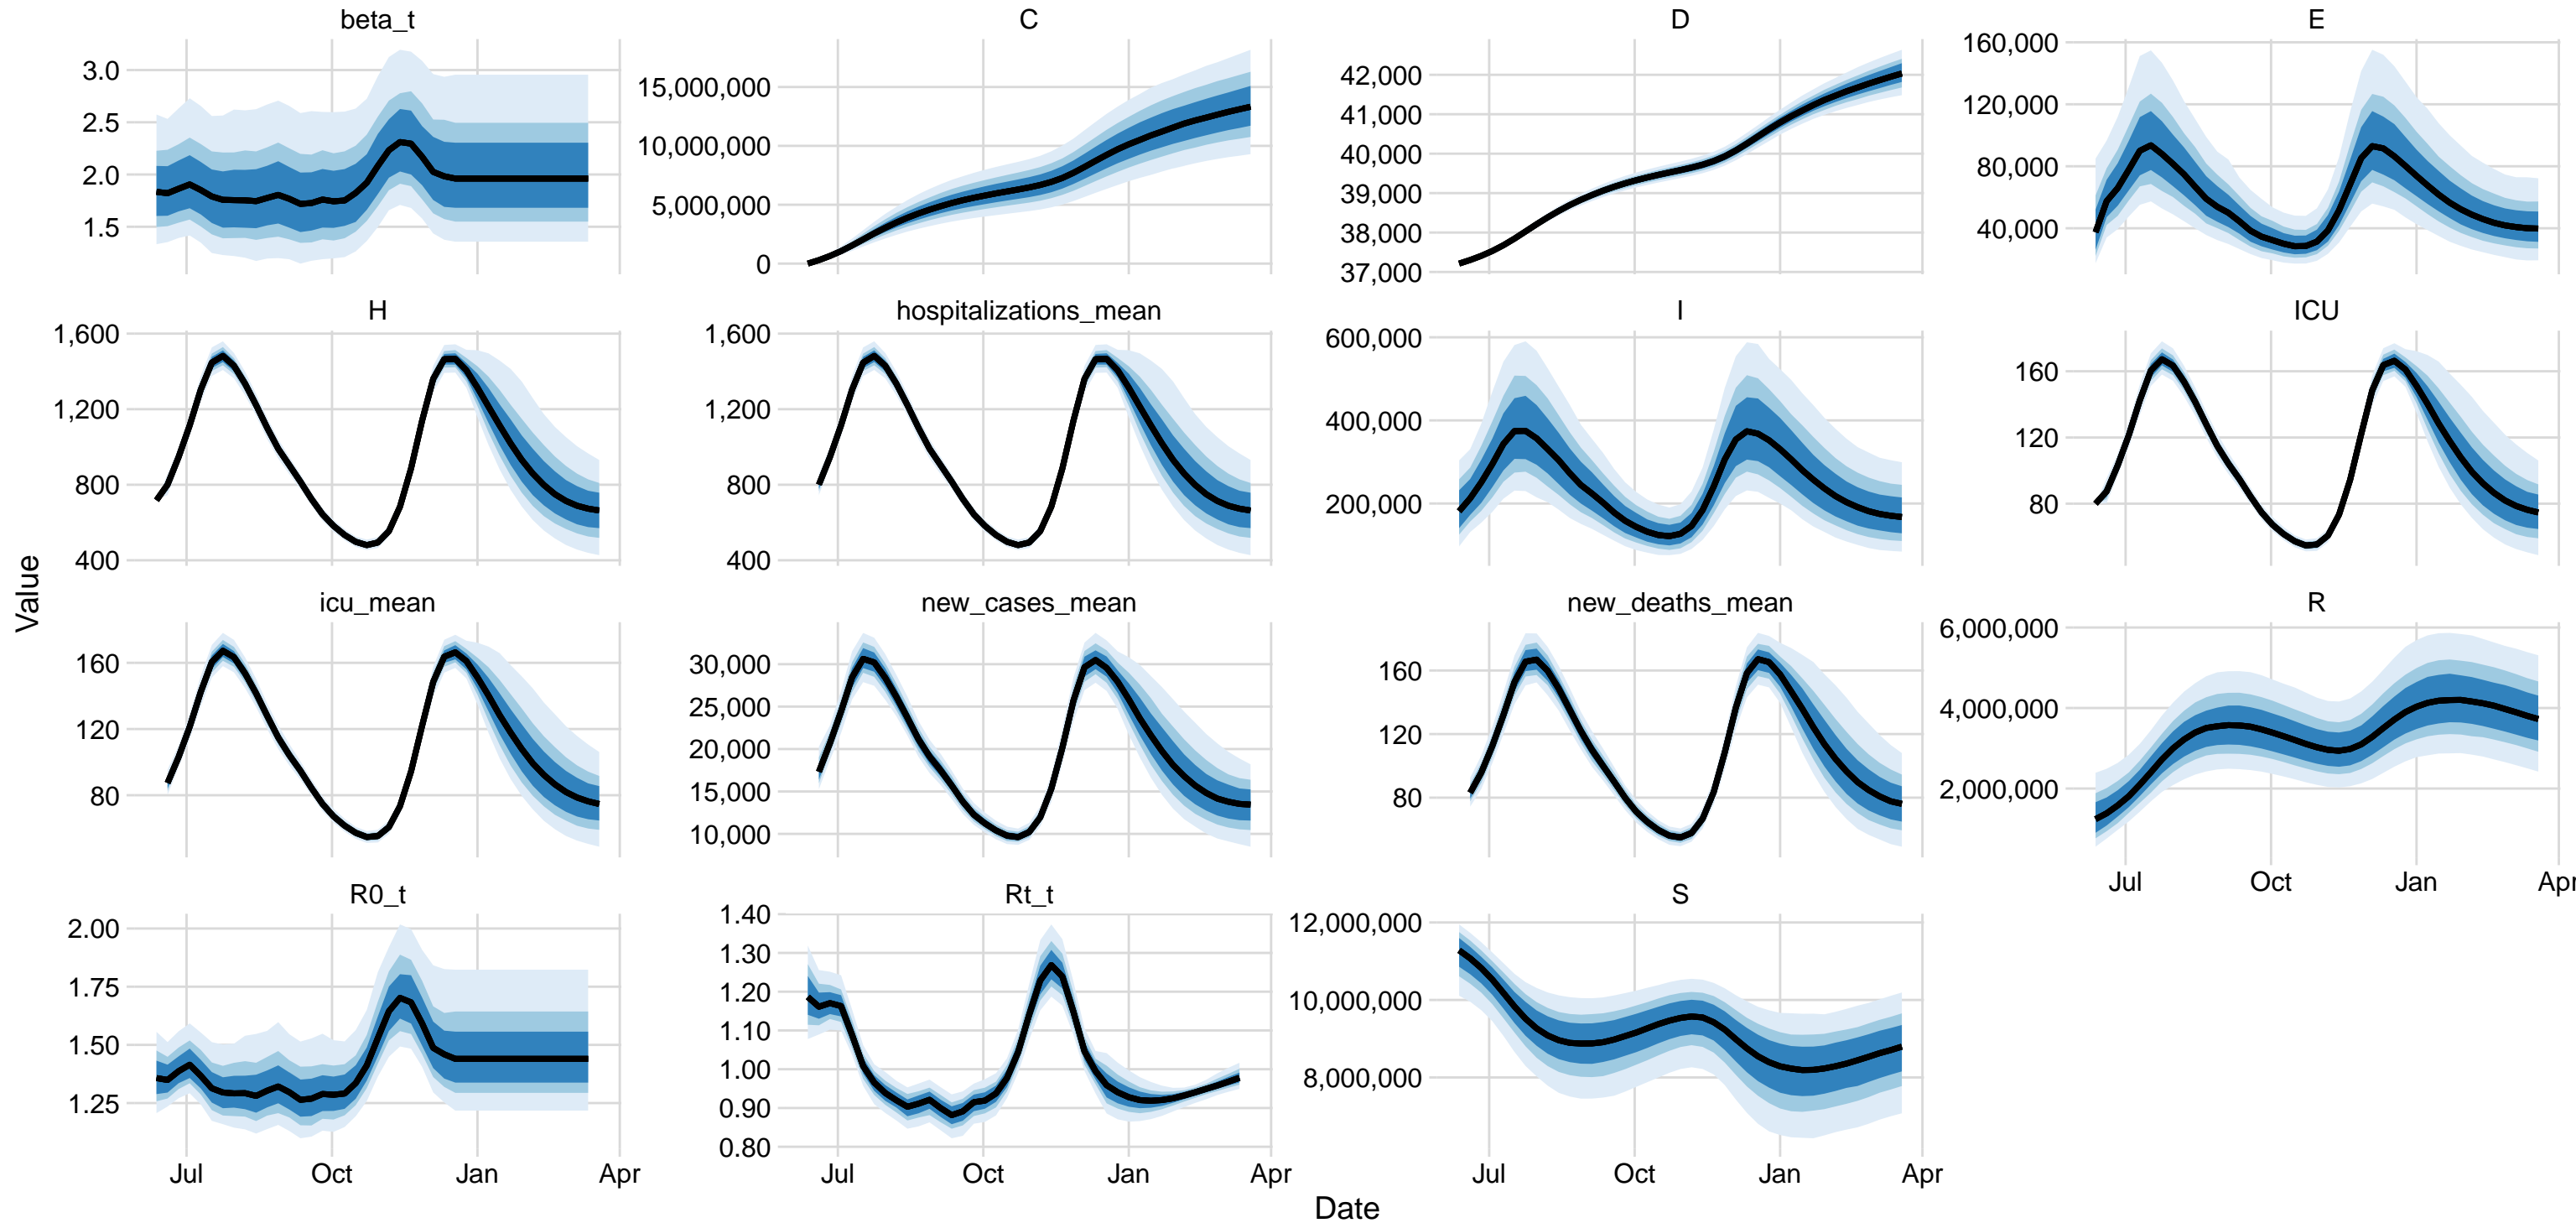 beta_t
C
D
E
3.0
2.5
2.0
1.5
15,000,000
10,000,000
5,000,000
0
42,000
41,000
40,000
39,000
38,000
37,000
160,000
120,000
80,000
40,000
H
hospitalizations_mean
I
ICU
1,600
1,200
800
400
1,600
1,200
800
400
600,000
400,000
200,000
160
120
80
Value
icu_mean
new_cases_mean
new_deaths_mean
R
160
120
80
30,000
25,000
20,000
15,000
10,000
160
120
80
6,000,000
4,000,000
2,000,000
Jul Oct Jan Apr
R0_t
Rt_t
S
2.00
1.75
1.50
1.25
1.40
1.30
1.20
1.10
1.00
0.90
0.80
12,000,000
10,000,000
8,000,000
Jul Oct Jan Apr
Jul Oct Jan Apr
Jul Oct Jan Apr
Date